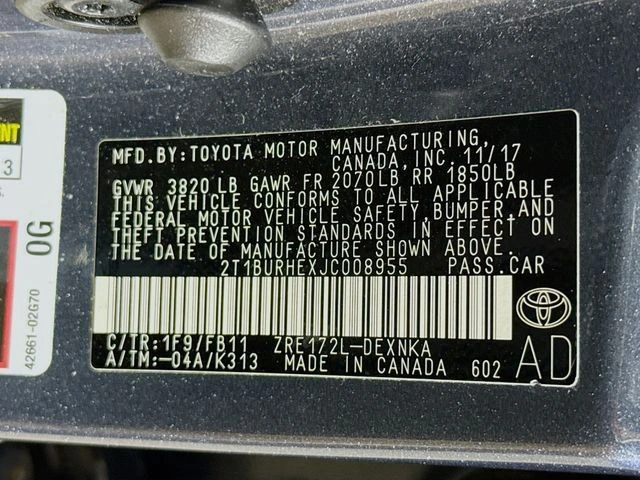 MFD.BY:TOYOTA MOTOR MANUFACTURING,
CANADA, INC. 11/17
GVWR 3820 LB GAWR FR 2070LB RR 1850LB
THIS VEHICLE CONFORMS TO ALL APPLICABLE
FEDERAL MOTOR VEHICLE SAFETY,BUMPER,AND
THEFT PREVENTION STANDARDS IN EFFECT ON
THE DATE OF MANUFACTURE SHOWN ABOVE.
2T1BURHEXJC008955 PASS.CAR
C/TR:1F9/FB11 ZRE172L-DEXNKA
A/TM:-04A/K313 MADE IN CANADA 602
AD
0G
42661-02G70